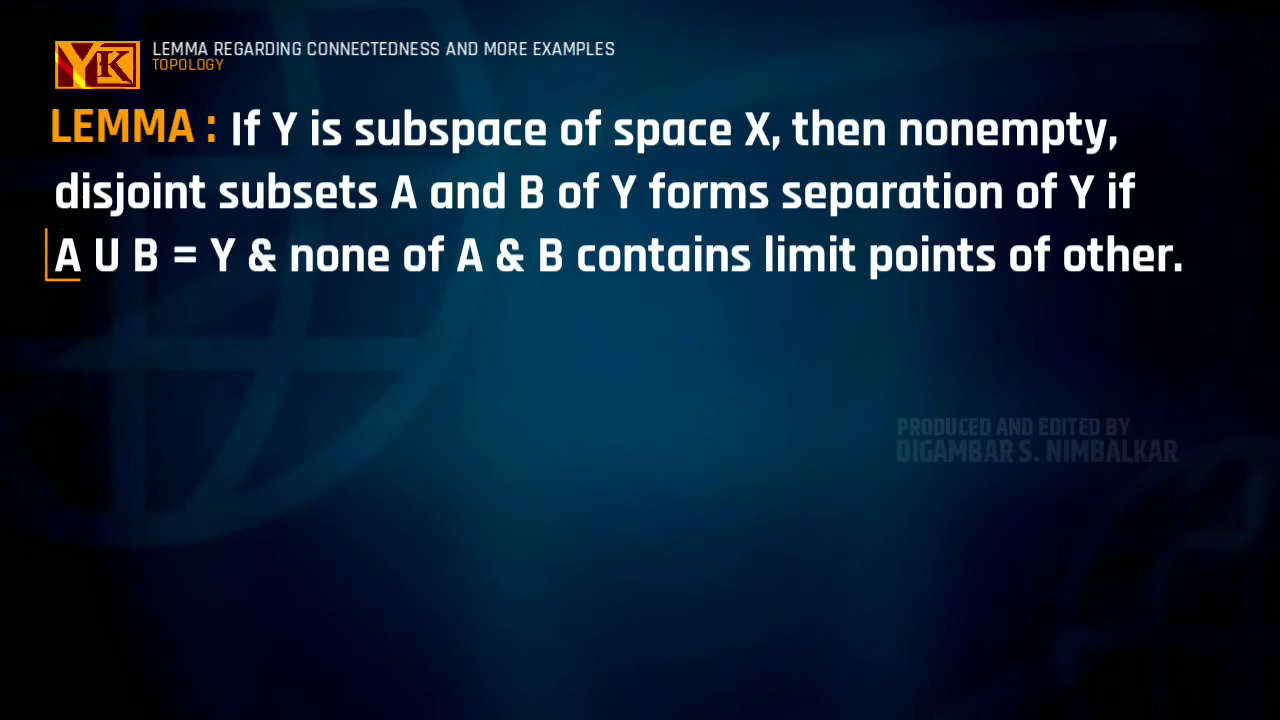 YK
LEMMA REGARDING CONNECTEDNESS AND MORE EXAMPLES
TOPOLOGY
LEMMA : If Y is subspace of space X, then nonempty,
disjoint subsets A and B of Y forms separation of Y if
A U B = Y & none of A & B contains limit points of other.
PRODUCED AND EDITED BY
DIGAMBAR S. NIMBALKAR